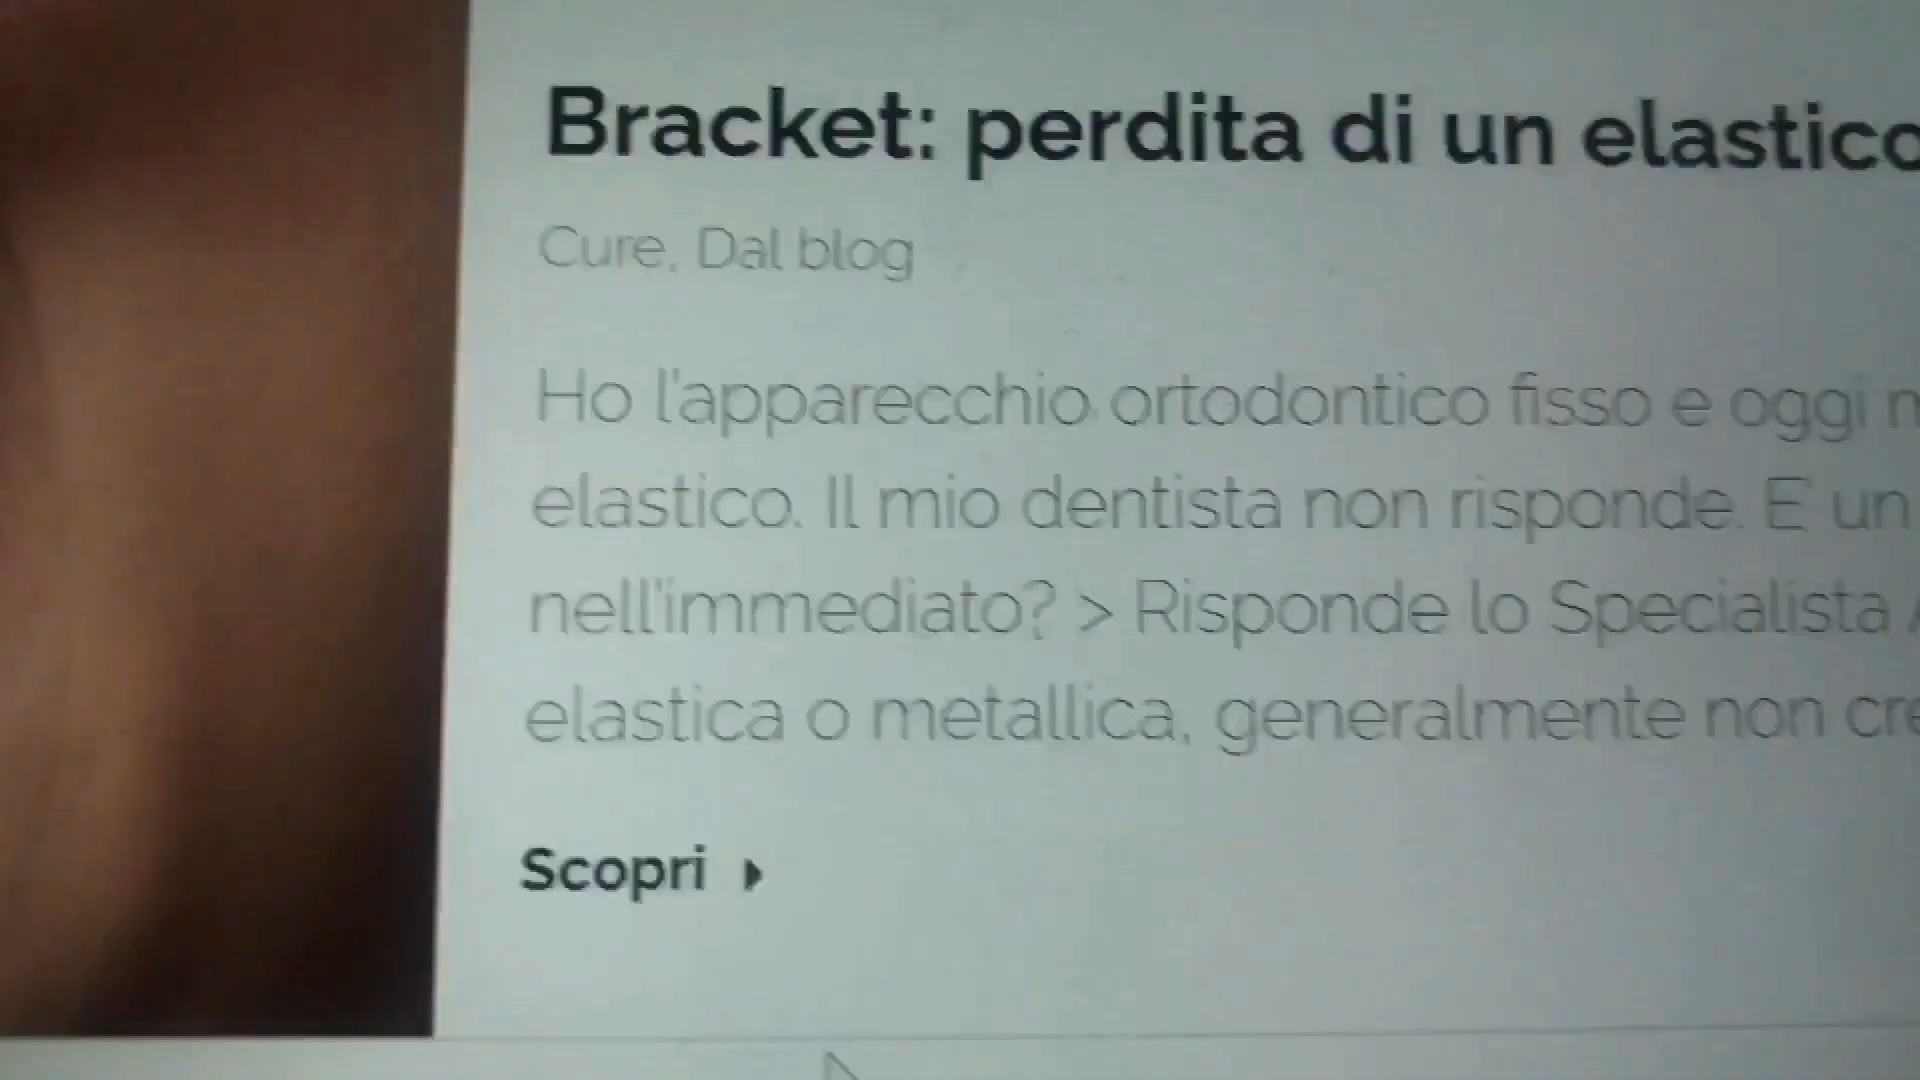 Bracket: perdita di un elastico
Cure, Dal blog
Ho l'apparecchio ortodontico fisso e oggi
elastico. Il mio dentista non risponde. E' un
nell'immediato? > Risponde lo Specialista
elastica o metallica, generalmente non
Scopri